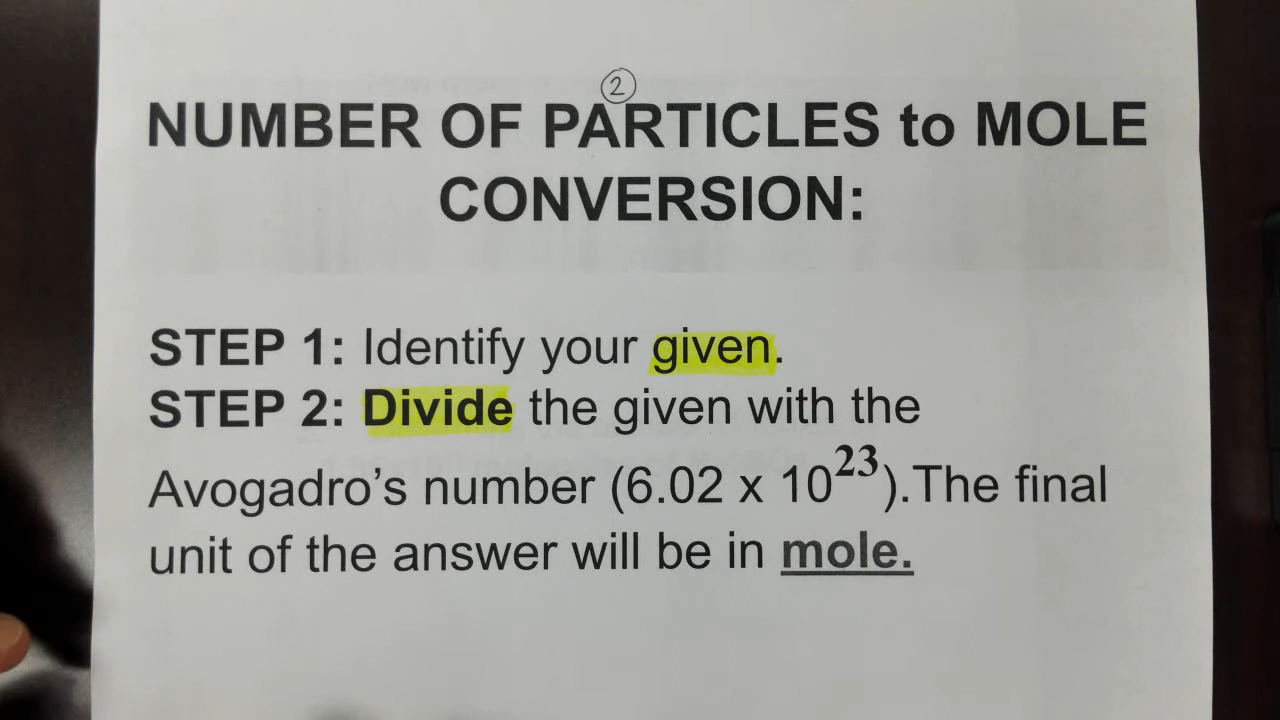 2
NUMBER OF PARTICLES to MOLE
CONVERSION:
STEP 1: Identify your given.
STEP 2: Divide the given with the
Avogadro's number (6.02 x 10²³).The final
unit of the answer will be in mole.